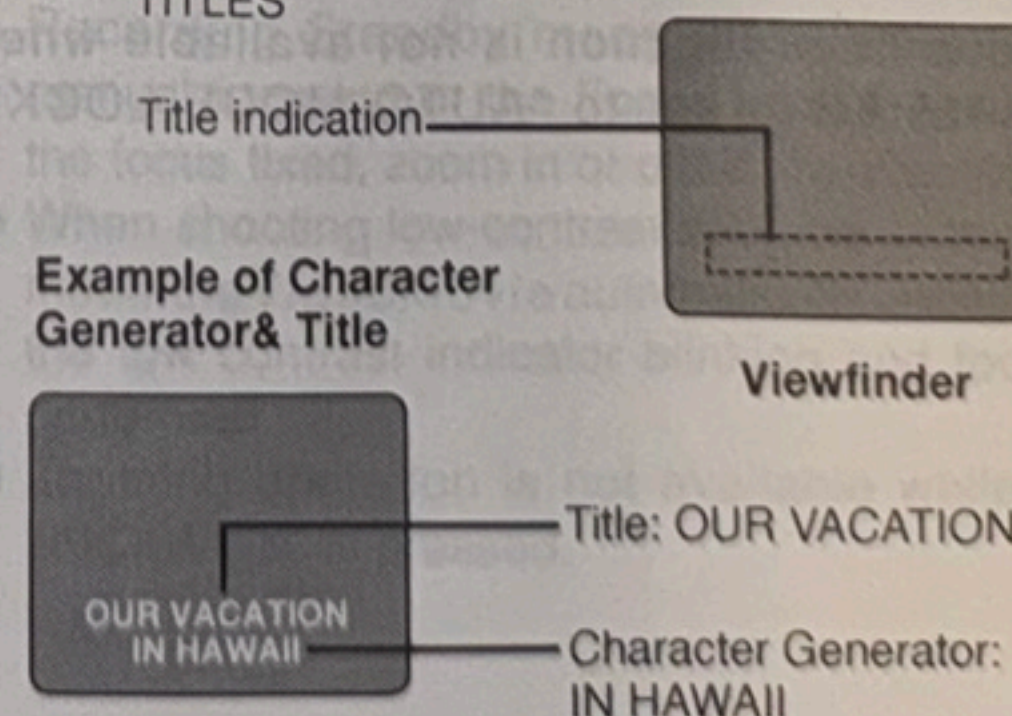 TITLES
Title indication
Example of Character
Generator& Title
Viewfinder
OUR VACATION
IN HAWAII
Title: OUR VACATION
Character Generator:
IN HAWAII